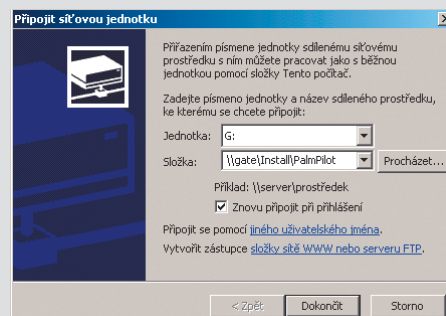 Připojit síťovou jednotku
Přiřazením písmene jednotky sdílenému síťovému
prostředku s ním můžete pracovat jako s běžnou
jednotkou pomocí složky Tento počítač.
Zadejte písmeno jednotky a název sdíleného prostředku,
ke kterému se chcete připojit:
Jednotka: G:
Složka: \\gate\Install\PalmPilot Procházet...
Příklad: \\server\prostředek
Znovu připojit při přihlášení
Připojit se pomocí jiného uživatelského jména.
Vytvořit zástupce složky sítě WWW nebo serveru FTP.
< Zpět Dokončit Storno